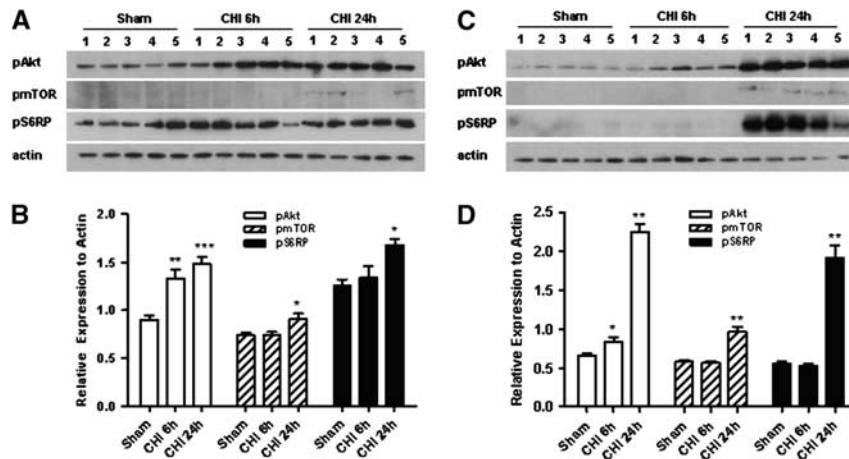 A
Sham CHI 6h CHI 24h
1 2 3 4 5 1 2 3 4 5 1 2 3 4 5
pAkt
pmTOR
pS6RP
actin
B
Relative Expression to Actin
2.0
1.5
1.0
0.5
0.0
pAkt
pmTOR
pS6RP
** *** * *
Sham CHI 6h CHI 24h Sham CHI 6h CHI 24h Sham CHI 6h CHI 24h
C
Sham CHI 6h CHI 24h
1 2 3 4 5 1 2 3 4 5 1 2 3 4 5
pAkt
pmTOR
pS6RP
actin
D
Relative Expression to Actin
2.5
2.0
1.5
1.0
0.5
0.0
pAkt
pmTOR
pS6RP
* ** ** **
Sham CHI 6h CHI 24h Sham CHI 6h CHI 24h Sham CHI 6h CHI 24h